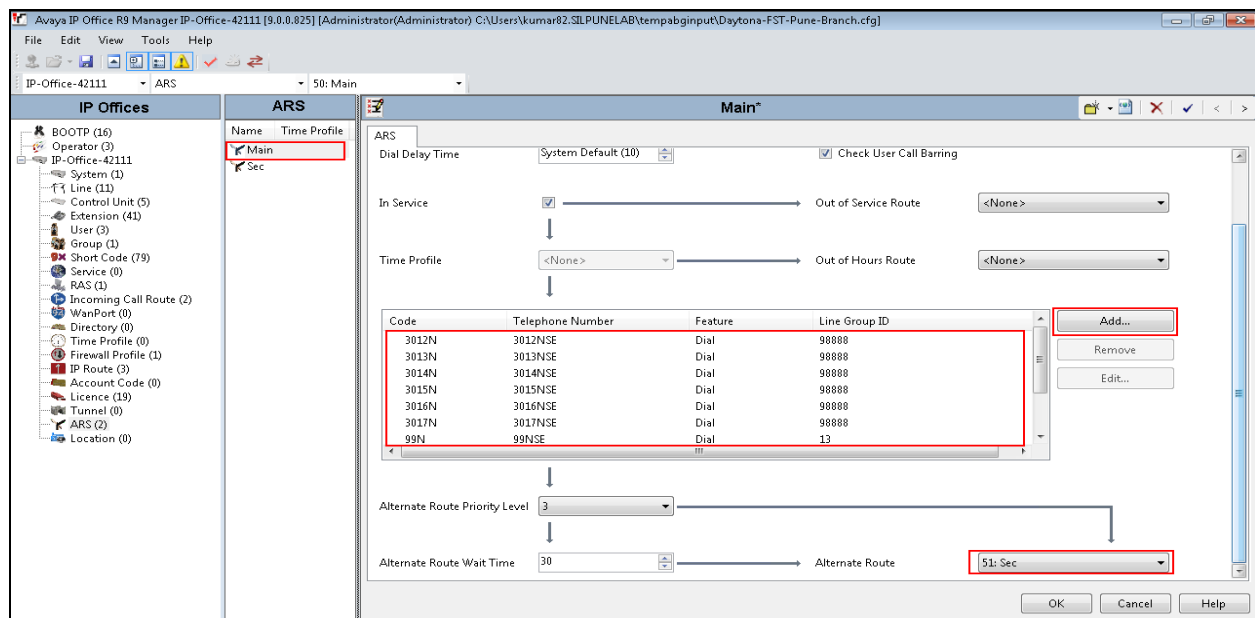 Avaya IP Office R9 Manager IP-Office-42111 [9.0.0.825] [Administrator(Administrator) C:\Users\kumar82.SILPUNELAB\tempabginput\Daytona-FST-Pune-Branch.cfg]
File Edit View Tools Help
IP-Office-42111 ARS 50: Main
IP Offices
BOOTP (16)
Operator (3)
IP-Office-42111
System (1)
Line (11)
Control Unit (5)
Extension (41)
User (3)
Group (1)
Short Code (79)
Service (0)
RAS (1)
Incoming Call Route (2)
WanPort (0)
Directory (0)
Time Profile (0)
Firewall Profile (1)
IP Route (3)
Account Code (0)
Licence (19)
Tunnel (0)
ARS (2)
Location (0)
ARS
Name Time Profile
Main
Sec
Main*
ARS
Dial Delay Time System Default (10) Check User Call Barring
In Service Out of Service Route <None>
Time Profile <None> Out of Hours Route <None>
Code Telephone Number Feature Line Group ID
3012N 3012NSE Dial 98888
3013N 3013NSE Dial 98888
3014N 3014NSE Dial 98888
3015N 3015NSE Dial 98888
3016N 3016NSE Dial 98888
3017N 3017NSE Dial 98888
99N 99NSE Dial 13
Add...
Remove
Edit...
Alternate Route Priority Level 3
Alternate Route Wait Time 30 Alternate Route 51: Sec
OK Cancel Help